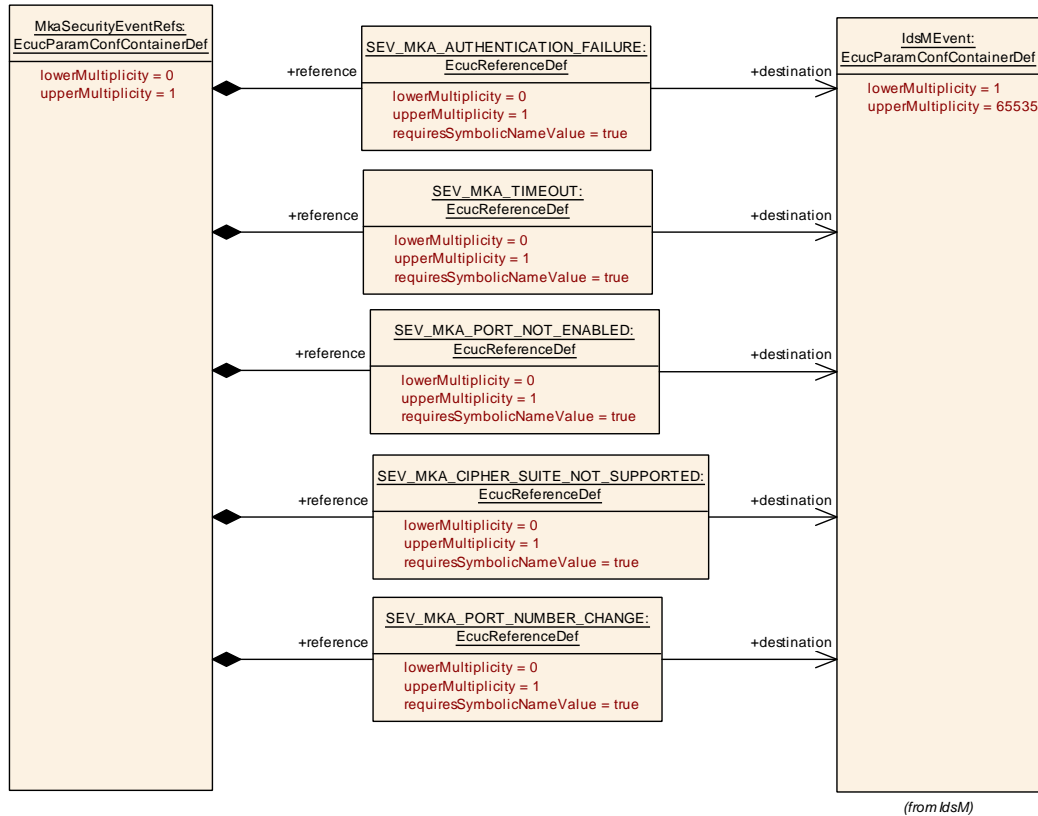 MkaSecurityEventRefs:
EcucParamConfContainerDef
lowerMultiplicity = 0
upperMultiplicity = 1
+reference
SEV_MKA_AUTHENTICATION_FAILURE:
EcucReferenceDef
lowerMultiplicity = 0
upperMultiplicity = 1
requiresSymbolicNameValue = true
+destination
IdsMEvent:
EcucParamConfContainerDef
lowerMultiplicity = 1
upperMultiplicity = 65535
+reference
SEV_MKA_TIMEOUT:
EcucReferenceDef
lowerMultiplicity = 0
upperMultiplicity = 1
requiresSymbolicNameValue = true
+destination
+reference
SEV_MKA_PORT_NOT_ENABLED:
EcucReferenceDef
lowerMultiplicity = 0
upperMultiplicity = 1
requiresSymbolicNameValue = true
+destination
+reference
SEV_MKA_CIPHER_SUITE_NOT_SUPPORTED:
EcucReferenceDef
lowerMultiplicity = 0
upperMultiplicity = 1
requiresSymbolicNameValue = true
+destination
+reference
SEV_MKA_PORT_NUMBER_CHANGE:
EcucReferenceDef
lowerMultiplicity = 0
upperMultiplicity = 1
requiresSymbolicNameValue = true
+destination
(from IdsM)